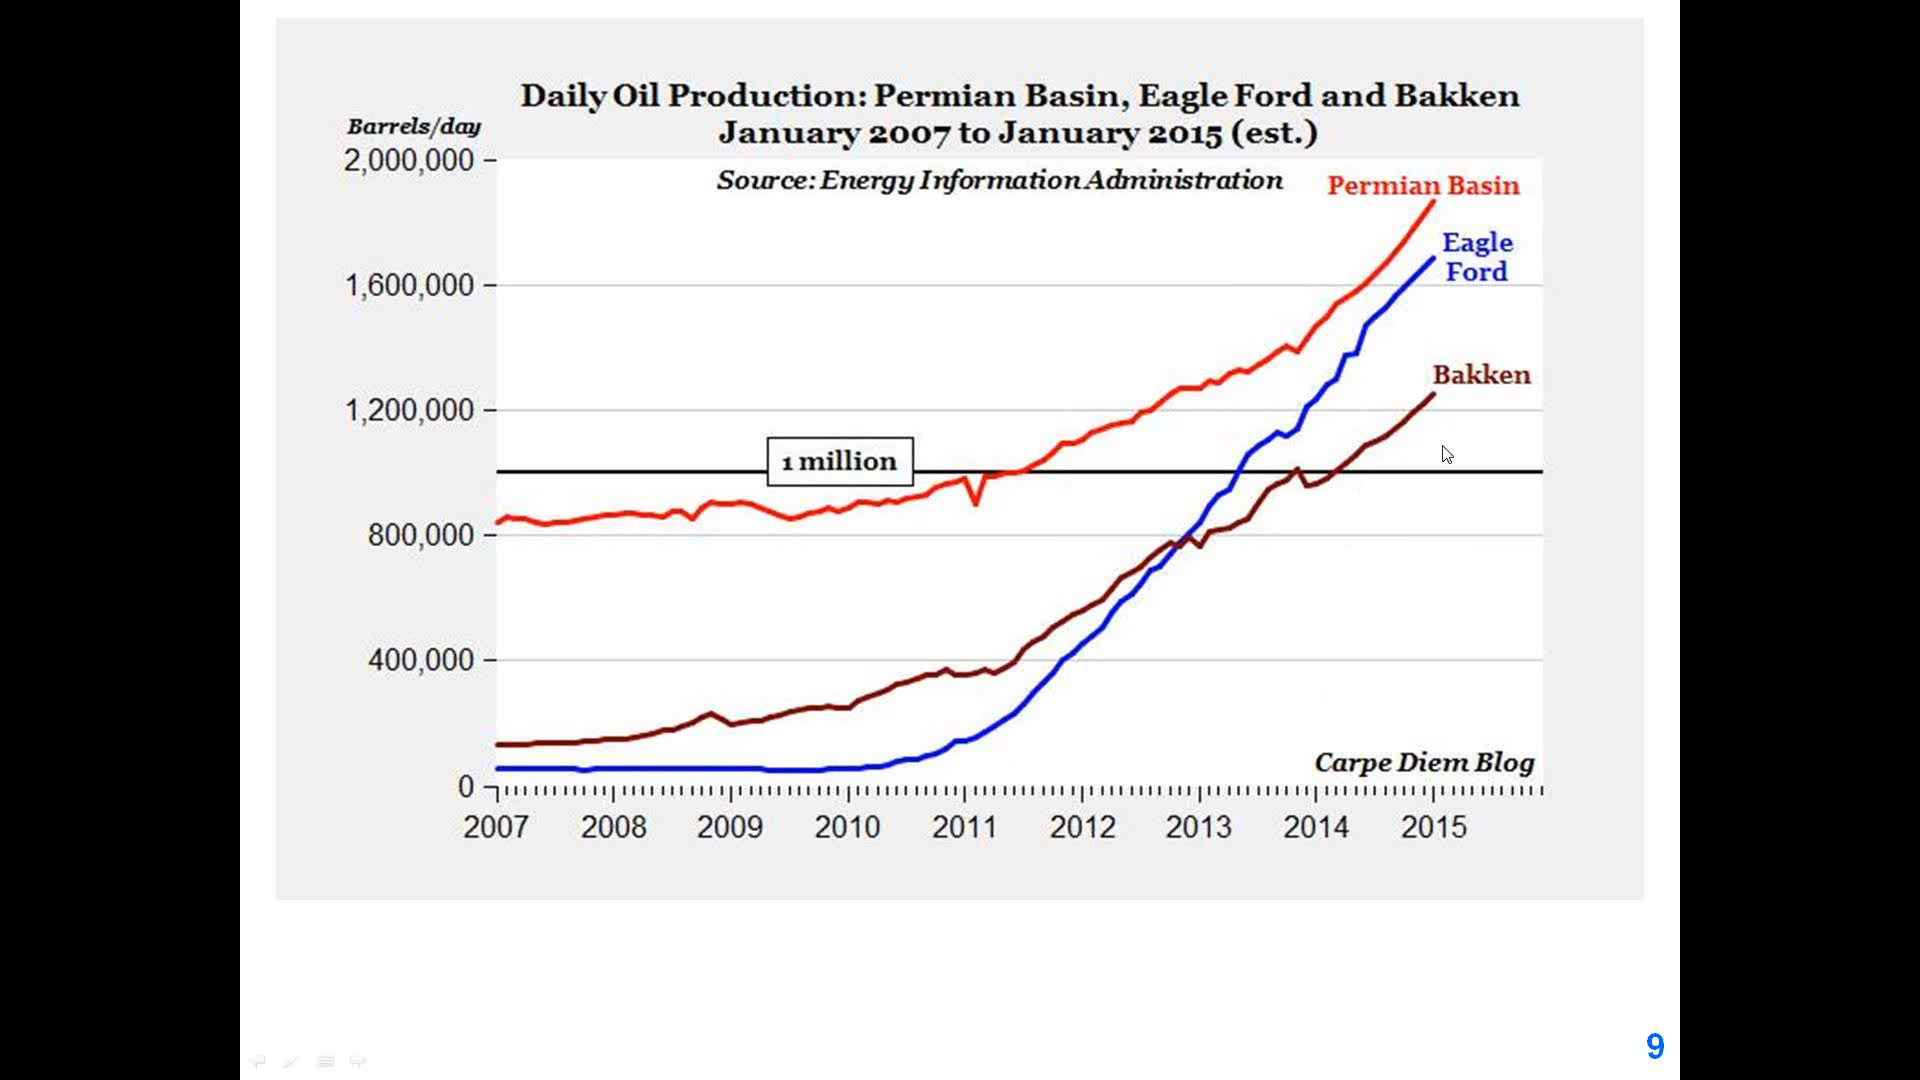 Daily Oil Production: Permian Basin, Eagle Ford and Bakken
January 2007 to January 2015 (est.)
Barrels/day
Source: Energy Information Administration
2,000,000
1,600,000
1,200,000
800,000
400,000
0
Permian Basin
Eagle
Ford
Bakken
1 million
Carpe Diem Blog
2007 2008 2009 2010 2011 2012 2013 2014 2015
9